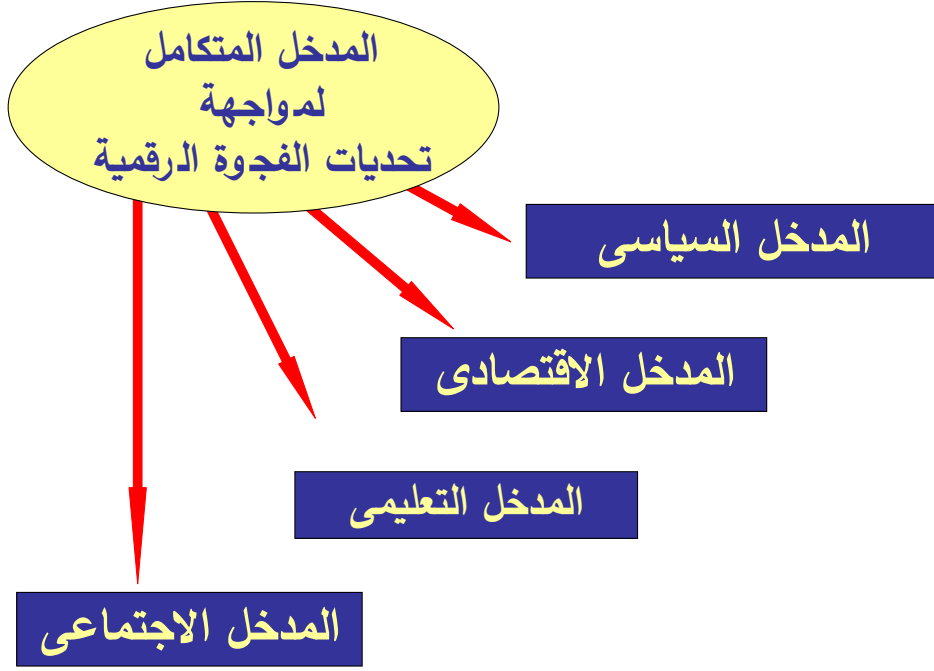 المدخل المتكامل
لمواجهة
تحديات الفجوة الرقمية
المدخل السياسى
المدخل الاقتصادى
المدخل التعليمى
المدخل الاجتماعى